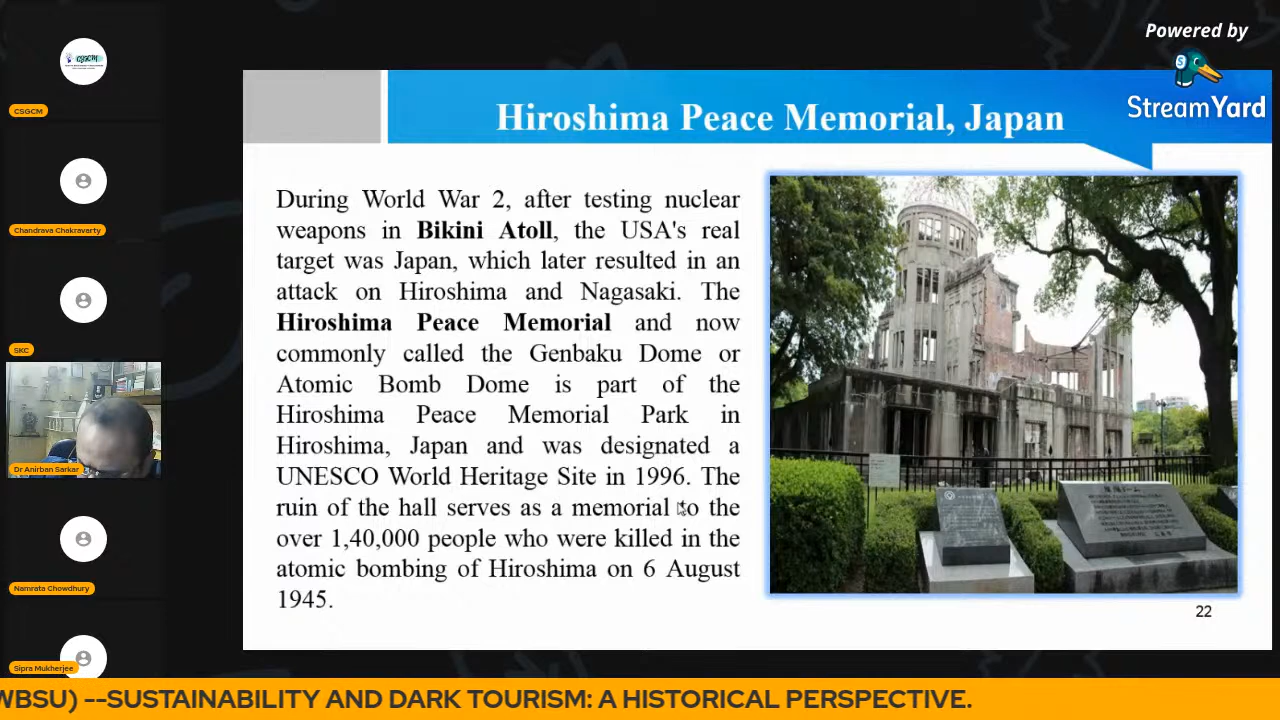 Powered by
StreamYard
CSGCM
Chandrava Chakravarty
SKC
Dr Anirban Sarkar
Namrata Chowdhury
Sipra Mukherjee
Hiroshima Peace Memorial, Japan
During World War 2, after testing nuclear
weapons in Bikini Atoll, the USA's real
target was Japan, which later resulted in an
attack on Hiroshima and Nagasaki. The
Hiroshima Peace Memorial and now
commonly called the Genbaku Dome or
Atomic Bomb Dome is part of the
Hiroshima Peace Memorial Park in
Hiroshima, Japan and was designated a
UNESCO World Heritage Site in 1996. The
ruin of the hall serves as a memorial to the
over 1,40,000 people who were killed in the
atomic bombing of Hiroshima on 6 August
1945.
22
WBSU) --SUSTAINABILITY AND DARK TOURISM: A HISTORICAL PERSPECTIVE.